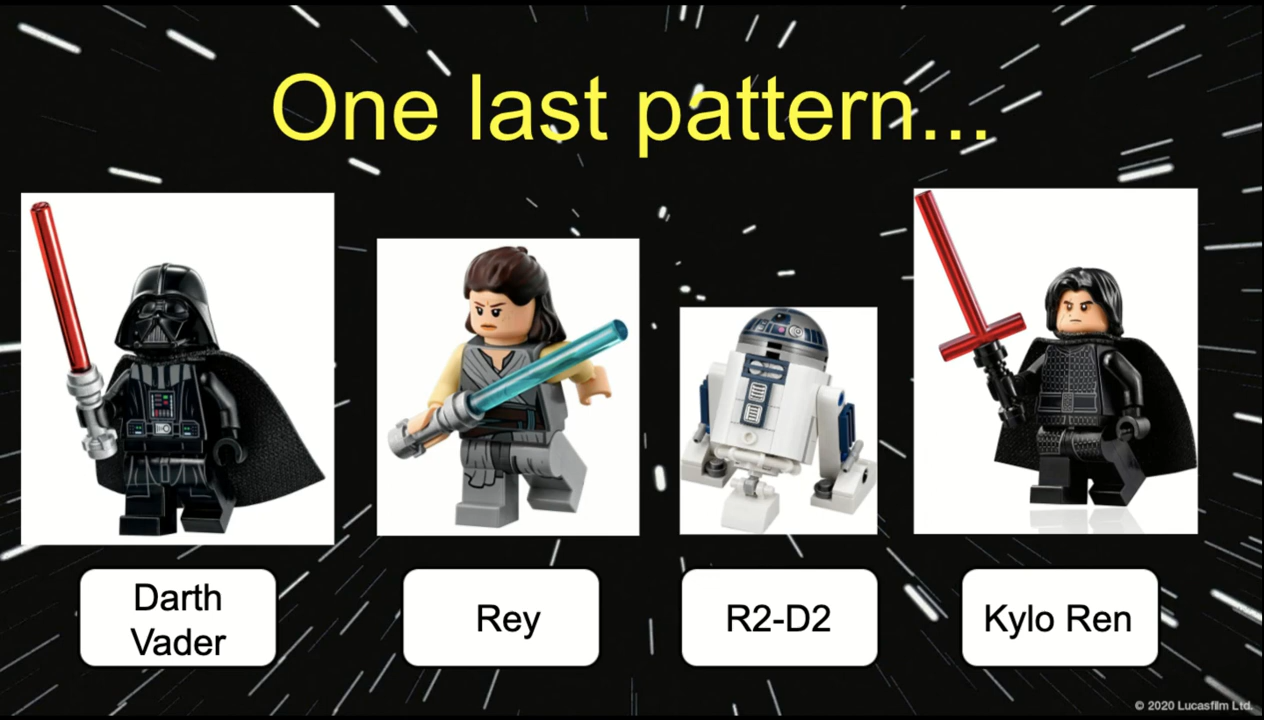 One last pattern...
Darth
Vader
Rey
R2-D2
Kylo Ren
© 2020 Lucasfilm Ltd.